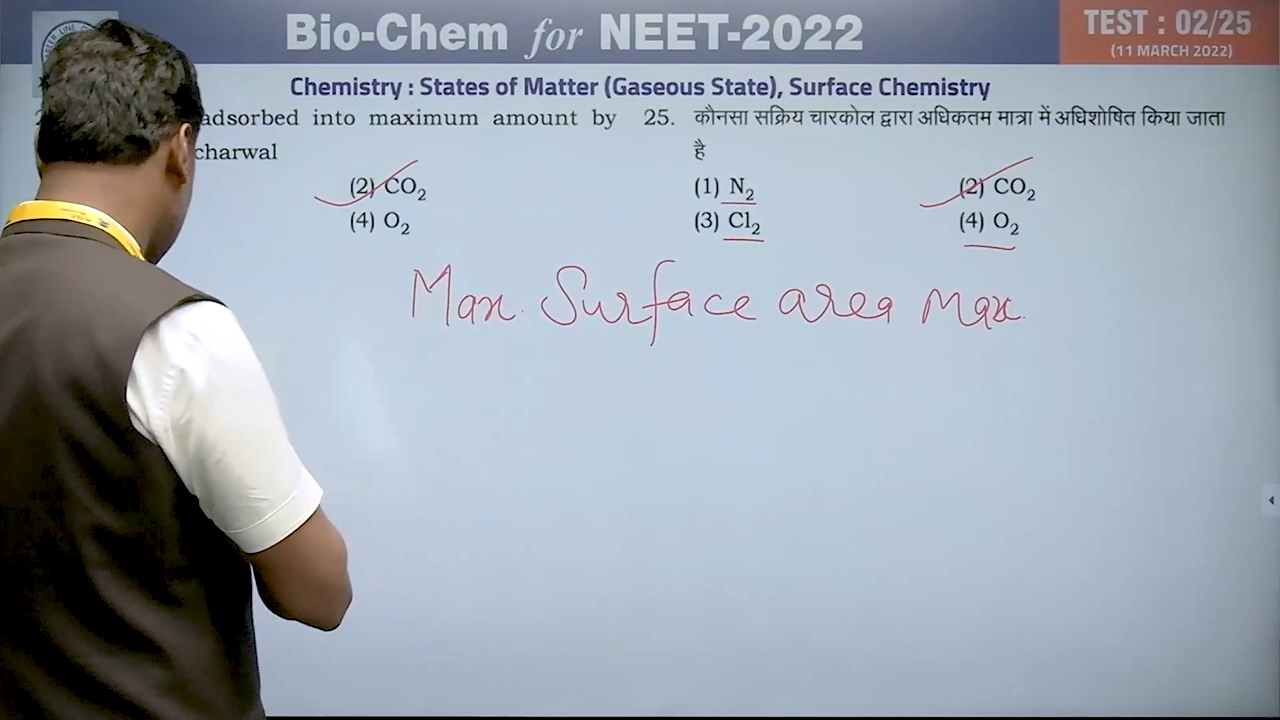 Bio-Chem for NEET-2022
TEST : 02/25
(11 MARCH 2022)
Chemistry : States of Matter (Gaseous State), Surface Chemistry
adsorbed into maximum amount by
charwal
(2) CO₂
(4) O₂
25. कौनसा सक्रिय चारकोल द्वारा अधिकतम मात्रा में अधिशोषित किया जाता
है
(1) N₂ (2) CO₂
(3) Cl₂ (4) O₂
Max. Surface area Max.